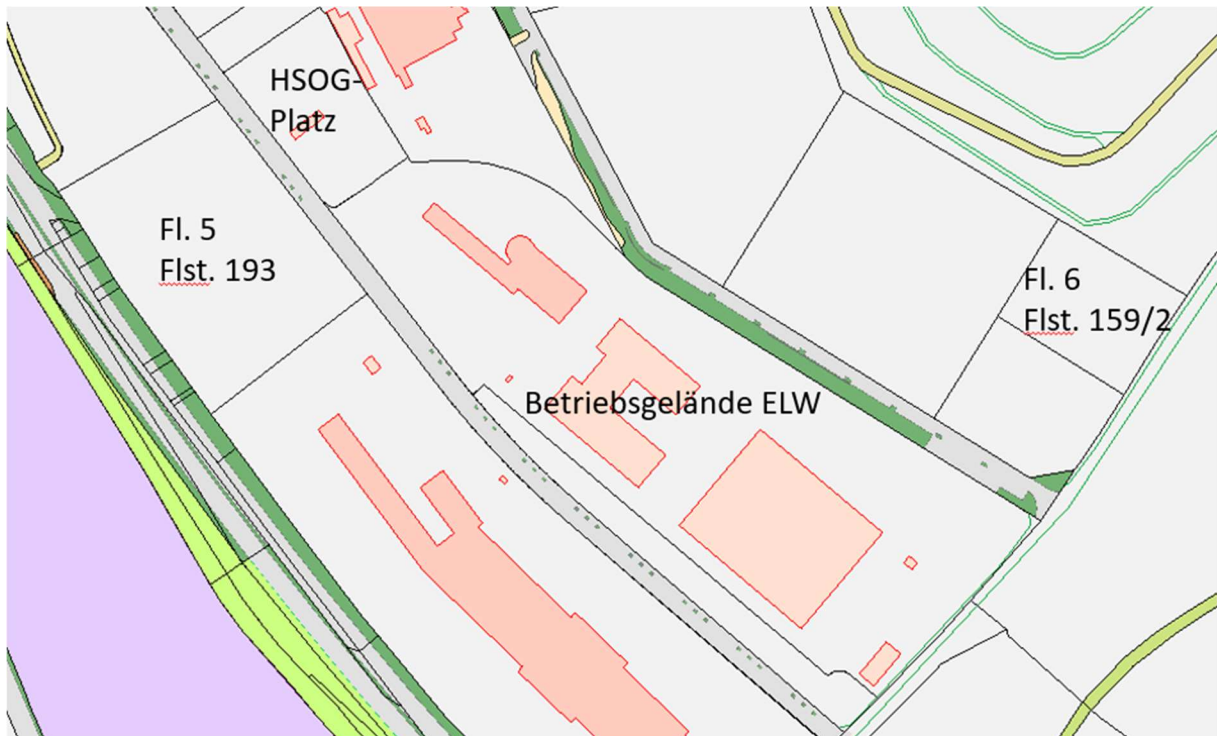 HSOG-
Platz
Fl. 5
Flst. 193
Fl. 6
Flst. 159/2
Betriebsgelände ELW